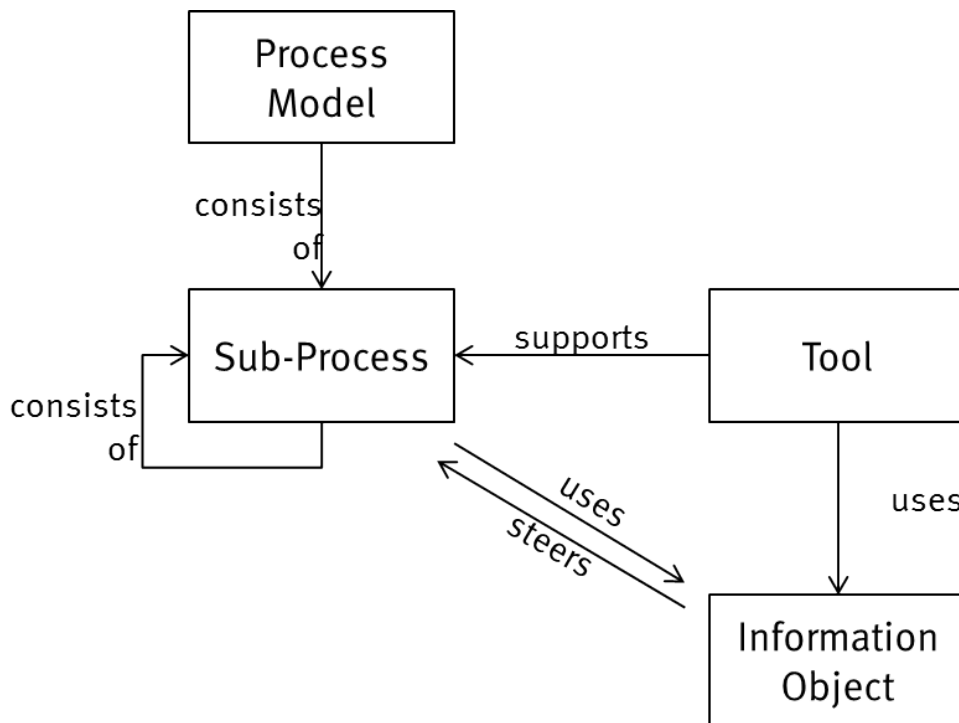 Process
Model
consists
of
Sub-Process
supports
Tool
consists
of
uses
steers
uses
Information
Object